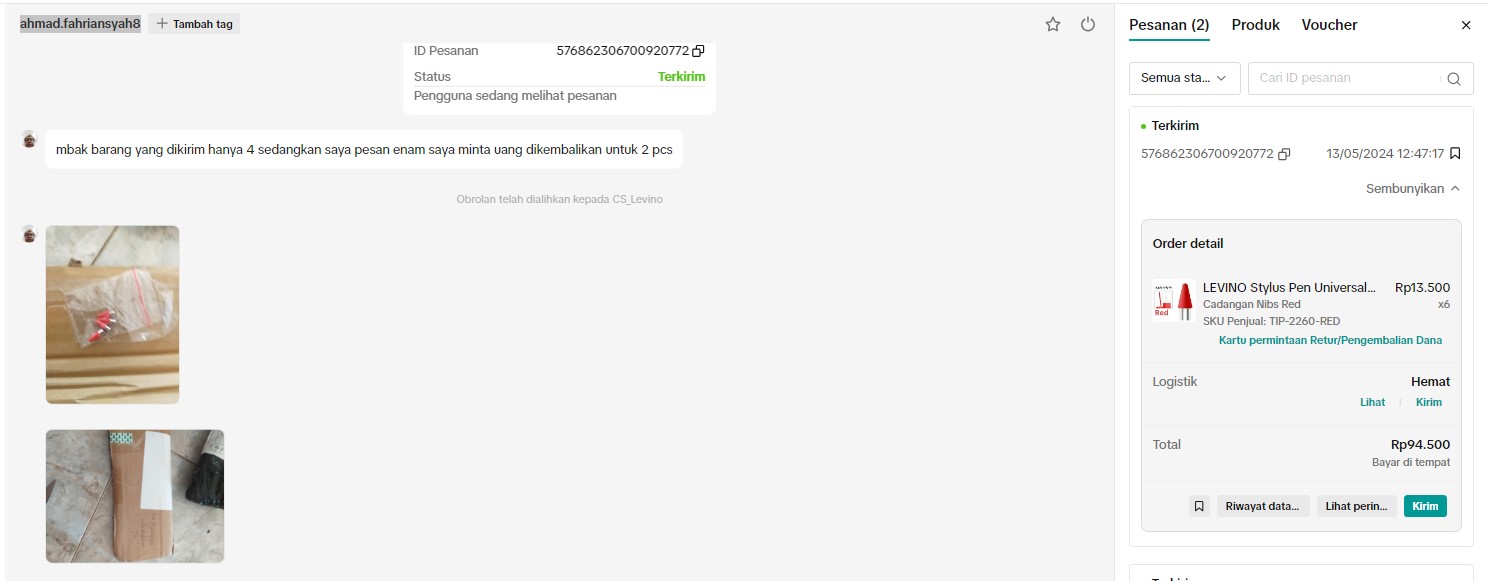 ahmad.fahriansyah8
Tambah tag
ID Pesanan 576862306700920772
Status Terkirim
Pengguna sedang melihat pesanan
mbak barang yang dikirim hanya 4 sedangkan saya pesan enam saya minta uang dikembalikan untuk 2 pcs
Obrolan telah dialihkan kepada CS_Levino
Pesanan (2) Produk Voucher
Semua sta...
Cari ID pesanan
Terkirim
576862306700920772 13/05/2024 12:47:17
Sembunyikan
Order detail
LEVINO Stylus Pen Universal... Rp13.500
Cadangan Nibs Red x6
SKU Penjual: TIP-2260-RED
Red
Kartu permintaan Retur/Pengembalian Dana
Logistik Hemat
Lihat Kirim
Total Rp94.500
Bayar di tempat
Riwayat data... Lihat perin... Kirim